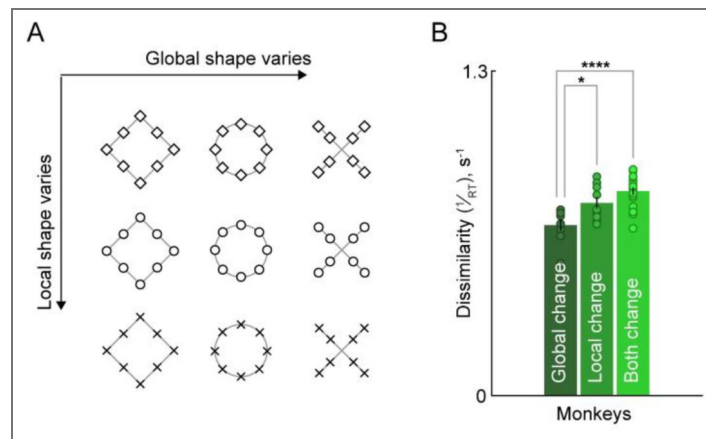 A
Global shape varies
Local shape varies
B
1.3
****
*
Dissimilarity (1/RT), s⁻¹
Global change
Local change
Both change
0
Monkeys